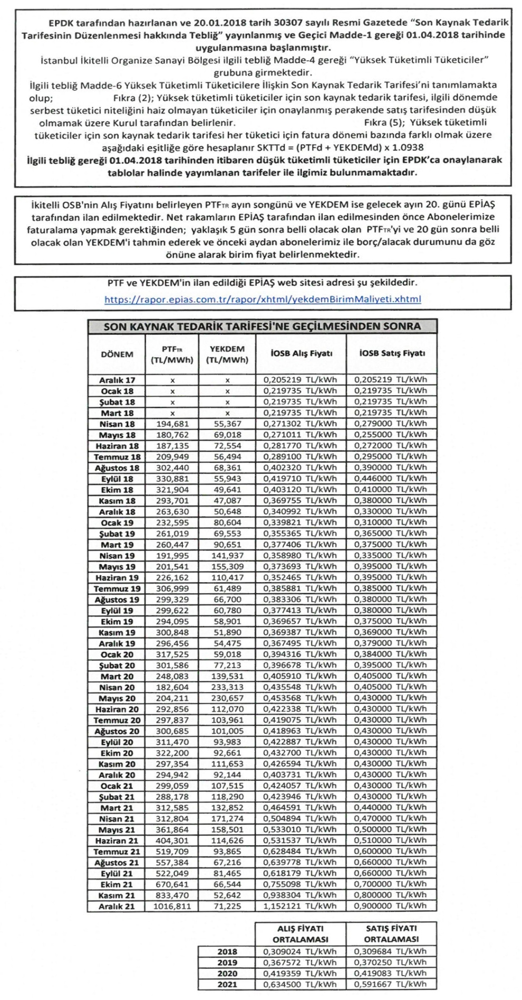 EPDK tarafından hazırlanan ve 20.01.2018 tarih 30307 sayılı Resmi Gazetede “Son Kaynak Tedarik
Tarifesinin Düzenlenmesi hakkında Tebliğ” yayınlanmış ve Geçici Madde-1 gereği 01.04.2018 tarihinde
uygulanmasına başlanmıştır.
İstanbul İkitelli Organize Sanayi Bölgesi ilgili tebliğ Madde-4 gereği “Yüksek Tüketimli Tüketiciler”
grubuna girmektedir.
İlgili tebliğ Madde-6 Yüksek Tüketimli Tüketicilere İlişkin Son Kaynak Tedarik Tarifesi’ni tanımlamakta
olup; Fıkra (2); Yüksek tüketimli tüketiciler için son kaynak tedarik tarifesi, ilgili dönemde
serbest tüketici niteliğini haiz olmayan tüketiciler için onaylanmış perakende satış tarifesinden düşük
olmamak üzere Kurul tarafından belirlenir. Fıkra (5); Yüksek tüketimli
tüketiciler için son kaynak tedarik tarifesi her tüketici için fatura dönemi bazında farklı olmak üzere
aşağıdaki eşitliğe göre hesaplanır SKTTd = (PTFd + YEKDEMd) x 1.0938
İlgili tebliğ gereği 01.04.2018 tarihinden itibaren düşük tüketimli tüketiciler için EPDK’ca onaylanarak
tablolar halinde yayımlanan tarifeler ile ilgimiz bulunmamaktadır.
İkitelli OSB'nin Alış Fiyatını belirleyen PTFTR ayın songünü ve YEKDEM ise gelecek ayın 20. günü EPİAŞ
tarafından ilan edilmektedir. Net rakamların EPİAŞ tarafından ilan edilmesinden önce Abonelerimize
faturalama yapmak gerektiğinden; yaklaşık 5 gün sonra belli olacak olan PTFTR'yi ve 20 gün sonra belli
olacak olan YEKDEM'i tahmin ederek ve önceki aydan abonelerimiz ile borç/alacak durumunu da göz
önüne alarak birim fiyat belirlenmektedir.
PTF ve YEKDEM'in ilan edildiği EPİAŞ web sitesi adresi şu şekildedir.
https://rapor.epias.com.tr/rapor/xhtml/yekdemBirimMaliyeti.xhtml
SON KAYNAK TEDARİK TARİFESİ'NE GEÇİLMESİNDEN SONRA
DÖNEM PTFTR (TL/MWh) YEKDEM (TL/MWh) İOSB Alış Fiyatı İOSB Satış Fiyatı
Aralık 17 x x 0,205219 TL/kWh 0,205219 TL/kWh
Ocak 18 x x 0,219735 TL/kWh 0,219735 TL/kWh
Şubat 18 x x 0,219735 TL/kWh 0,219735 TL/kWh
Mart 18 x x 0,219735 TL/kWh 0,219735 TL/kWh
Nisan 18 194,681 55,367 0,271302 TL/kWh 0,279000 TL/kWh
Mayıs 18 180,762 69,018 0,271011 TL/kWh 0,255000 TL/kWh
Haziran 18 187,135 72,554 0,281770 TL/kWh 0,272000 TL/kWh
Temmuz 18 209,949 56,494 0,289100 TL/kWh 0,295000 TL/kWh
Ağustos 18 302,440 68,361 0,402320 TL/kWh 0,390000 TL/kWh
Eylül 18 330,881 55,943 0,419710 TL/kWh 0,446000 TL/kWh
Ekim 18 321,904 49,641 0,403120 TL/kWh 0,410000 TL/kWh
Kasım 18 293,701 47,087 0,369755 TL/kWh 0,380000 TL/kWh
Aralık 18 263,630 50,648 0,340992 TL/kWh 0,330000 TL/kWh
Ocak 19 232,595 80,604 0,339821 TL/kWh 0,310000 TL/kWh
Şubat 19 261,019 69,553 0,355365 TL/kWh 0,365000 TL/kWh
Mart 19 260,447 90,651 0,377406 TL/kWh 0,375000 TL/kWh
Nisan 19 191,995 141,937 0,358980 TL/kWh 0,335000 TL/kWh
Mayıs 19 201,541 155,309 0,373693 TL/kWh 0,395000 TL/kWh
Haziran 19 226,162 110,417 0,352465 TL/kWh 0,395000 TL/kWh
Temmuz 19 306,999 61,489 0,385881 TL/kWh 0,385000 TL/kWh
Ağustos 19 299,329 66,700 0,383306 TL/kWh 0,380000 TL/kWh
Eylül 19 299,622 60,780 0,377413 TL/kWh 0,380000 TL/kWh
Ekim 19 294,095 58,901 0,369657 TL/kWh 0,375000 TL/kWh
Kasım 19 300,848 51,890 0,369387 TL/kWh 0,369000 TL/kWh
Aralık 19 296,456 54,475 0,367495 TL/kWh 0,379000 TL/kWh
Ocak 20 317,525 59,018 0,394316 TL/kWh 0,384000 TL/kWh
Şubat 20 301,586 77,213 0,396678 TL/kWh 0,395000 TL/kWh
Mart 20 248,083 139,531 0,405910 TL/kWh 0,405000 TL/kWh
Nisan 20 182,604 233,313 0,435548 TL/kWh 0,405000 TL/kWh
Mayıs 20 204,211 230,657 0,453568 TL/kWh 0,430000 TL/kWh
Haziran 20 292,856 112,070 0,422338 TL/kWh 0,430000 TL/kWh
Temmuz 20 297,837 103,961 0,419075 TL/kWh 0,430000 TL/kWh
Ağustos 20 300,685 101,005 0,418963 TL/kWh 0,430000 TL/kWh
Eylül 20 311,470 93,983 0,422887 TL/kWh 0,430000 TL/kWh
Ekim 20 322,200 92,661 0,432700 TL/kWh 0,430000 TL/kWh
Kasım 20 297,354 111,653 0,426594 TL/kWh 0,430000 TL/kWh
Aralık 20 294,942 92,144 0,403731 TL/kWh 0,430000 TL/kWh
Ocak 21 299,059 107,515 0,424057 TL/kWh 0,430000 TL/kWh
Şubat 21 288,178 118,290 0,423946 TL/kWh 0,430000 TL/kWh
Mart 21 312,585 132,852 0,464591 TL/kWh 0,440000 TL/kWh
Nisan 21 312,804 171,274 0,504894 TL/kWh 0,470000 TL/kWh
Mayıs 21 361,864 158,501 0,533010 TL/kWh 0,500000 TL/kWh
Haziran 21 404,301 114,626 0,531537 TL/kWh 0,510000 TL/kWh
Temmuz 21 519,709 93,865 0,628484 TL/kWh 0,600000 TL/kWh
Ağustos 21 557,384 67,216 0,639778 TL/kWh 0,660000 TL/kWh
Eylül 21 522,049 81,465 0,618179 TL/kWh 0,660000 TL/kWh
Ekim 21 670,641 66,544 0,755098 TL/kWh 0,700000 TL/kWh
Kasım 21 833,470 52,642 0,938304 TL/kWh 0,800000 TL/kWh
Aralık 21 1016,811 71,225 1,152121 TL/kWh 0,900000 TL/kWh
ALIŞ FİYATI ORTALAMASI SATIŞ FİYATI ORTALAMASI
2018 0,309024 TL/kWh 0,309684 TL/kWh
2019 0,367572 TL/kWh 0,370250 TL/kWh
2020 0,419359 TL/kWh 0,419083 TL/kWh
2021 0,634500 TL/kWh 0,591667 TL/kWh